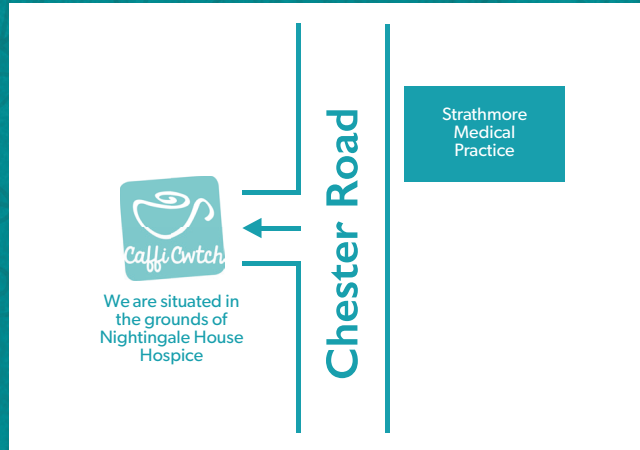 Chester Road
Strathmore
Medical
Practice
Caffi Cwtch
We are situated in
the grounds of
Nightingale House
Hospice